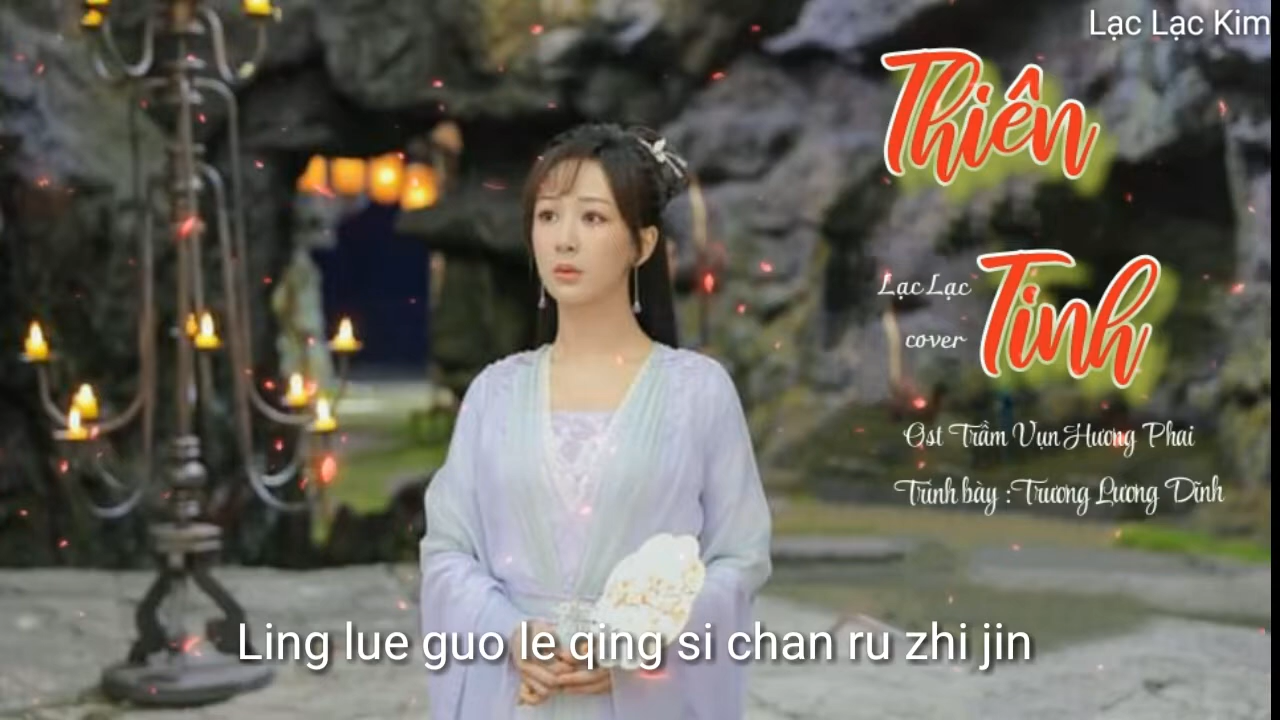 Lạc Lạc Kim
Thiên
Lạc Lạc
cover
Tinh
Ost Trầm Vụn Hương Phai
Trình bày : Trương Lương Dĩnh
Ling lue guo le qing si chan ru zhi jin